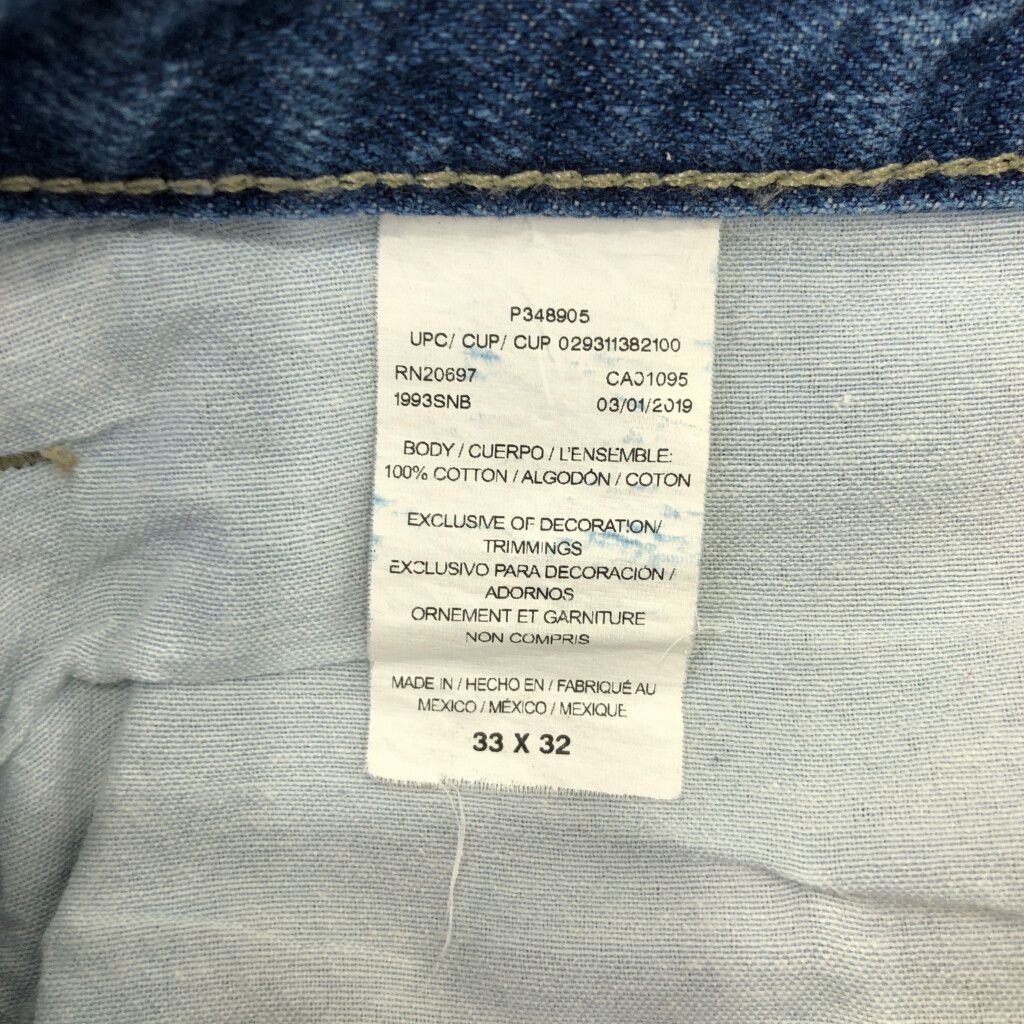 P348905
UPC/ CUP/ CUP 029311382100
RN20697 CA01095
1993SNB 03/01/2019
BODY / CUERPO / L'ENSEMBLE:
100% COTTON / ALGODÓN / COTON
EXCLUSIVE OF DECORATION/
TRIMMINGS
EXCLUSIVO PARA DECORACIÓN /
ADORNOS
ORNEMENT ET GARNITURE
NON COMPRIS
MADE IN / HECHO EN / FABRIQUÉ AU
MEXICO / MÉXICO / MEXIQUE
33 X 32